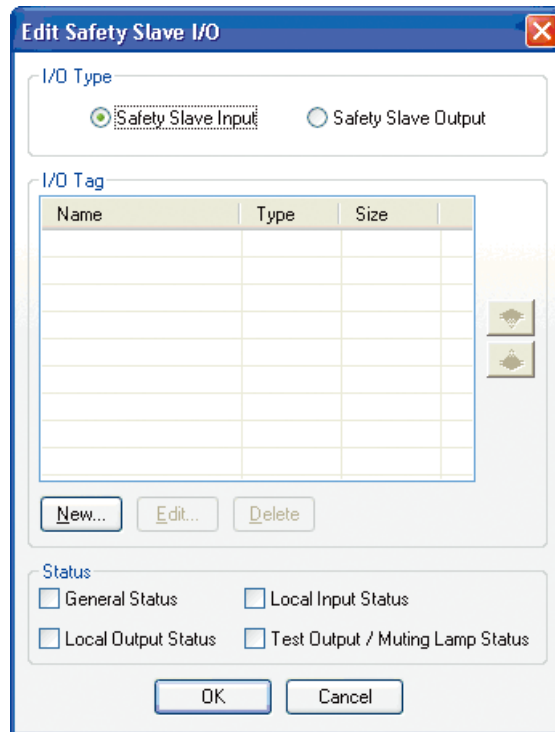 Edit Safety Slave I/O
I/O Type
Safety Slave Input Safety Slave Output
I/O Tag
Name Type Size
New... Edit... Delete
Status
General Status Local Input Status
Local Output Status Test Output / Muting Lamp Status
OK Cancel